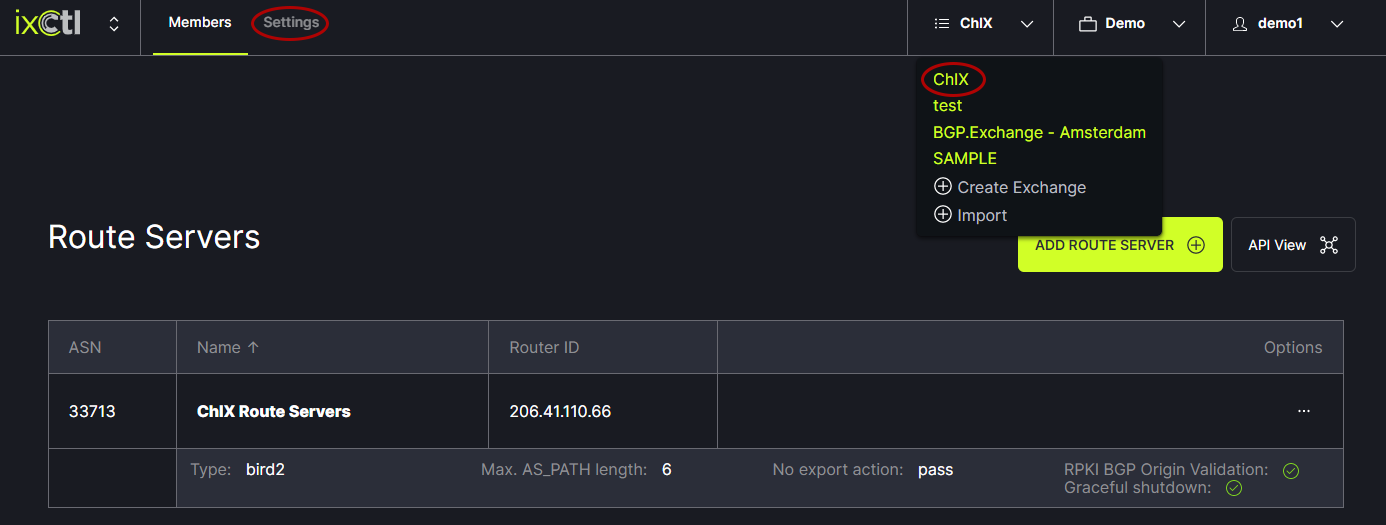 ixCtl Members Settings ChIX Demo demo1
ChIX
test
BGP.Exchange - Amsterdam
SAMPLE
Create Exchange
Import
Route Servers
ADD ROUTE SERVER API View
ASN Name ↑ Router ID Options
33713 ChIX Route Servers 206.41.110.66 ...
Type: bird2 Max. AS_PATH length: 6 No export action: pass RPKI BGP Origin Validation:
Graceful shutdown: